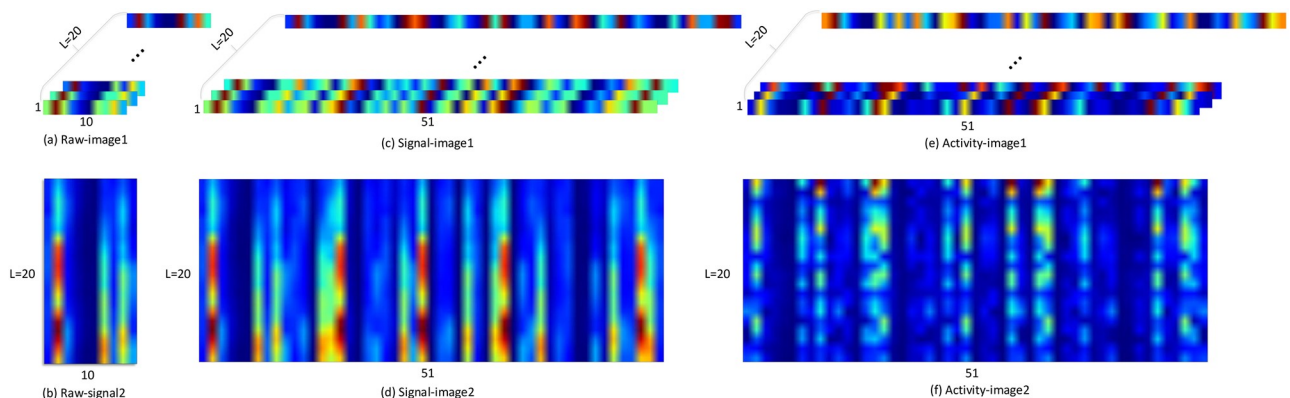 L=20
1
10
(a) Raw-image1
L=20
1
51
(c) Signal-image1
L=20
1
51
(e) Activity-image1
L=20
10
(b) Raw-signal2
L=20
51
(d) Signal-image2
L=20
51
(f) Activity-image2